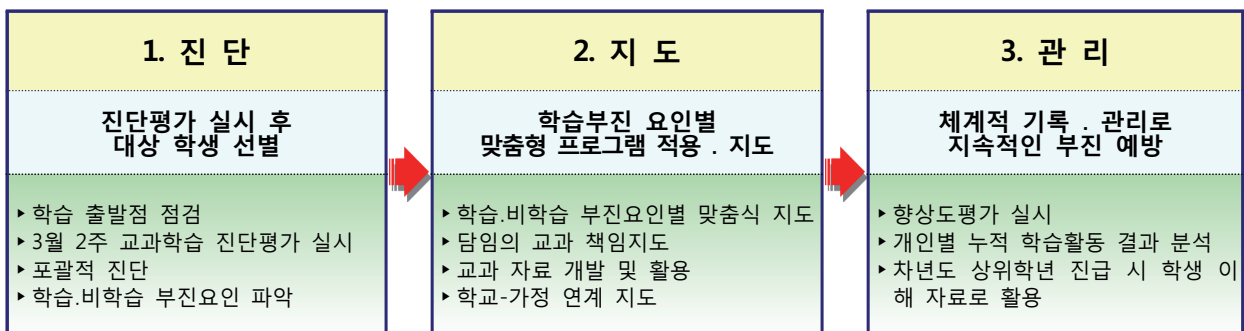 1. 진 단
진단평가 실시 후
대상 학생 선별
▸학습 출발점 점검
▸3월 2주 교과학습 진단평가 실시
▸포괄적 진단
▸학습.비학습 부진요인 파악
2. 지 도
학습부진 요인별
맞춤형 프로그램 적용 . 지도
▸학습.비학습 부진요인별 맞춤식 지도
▸담임의 교과 책임지도
▸교과 자료 개발 및 활용
▸학교-가정 연계 지도
3. 관 리
체계적 기록 . 관리로
지속적인 부진 예방
▸향상도평가 실시
▸개인별 누적 학습활동 결과 분석
▸차년도 상위학년 진급 시 학생 이
해 자료로 활용